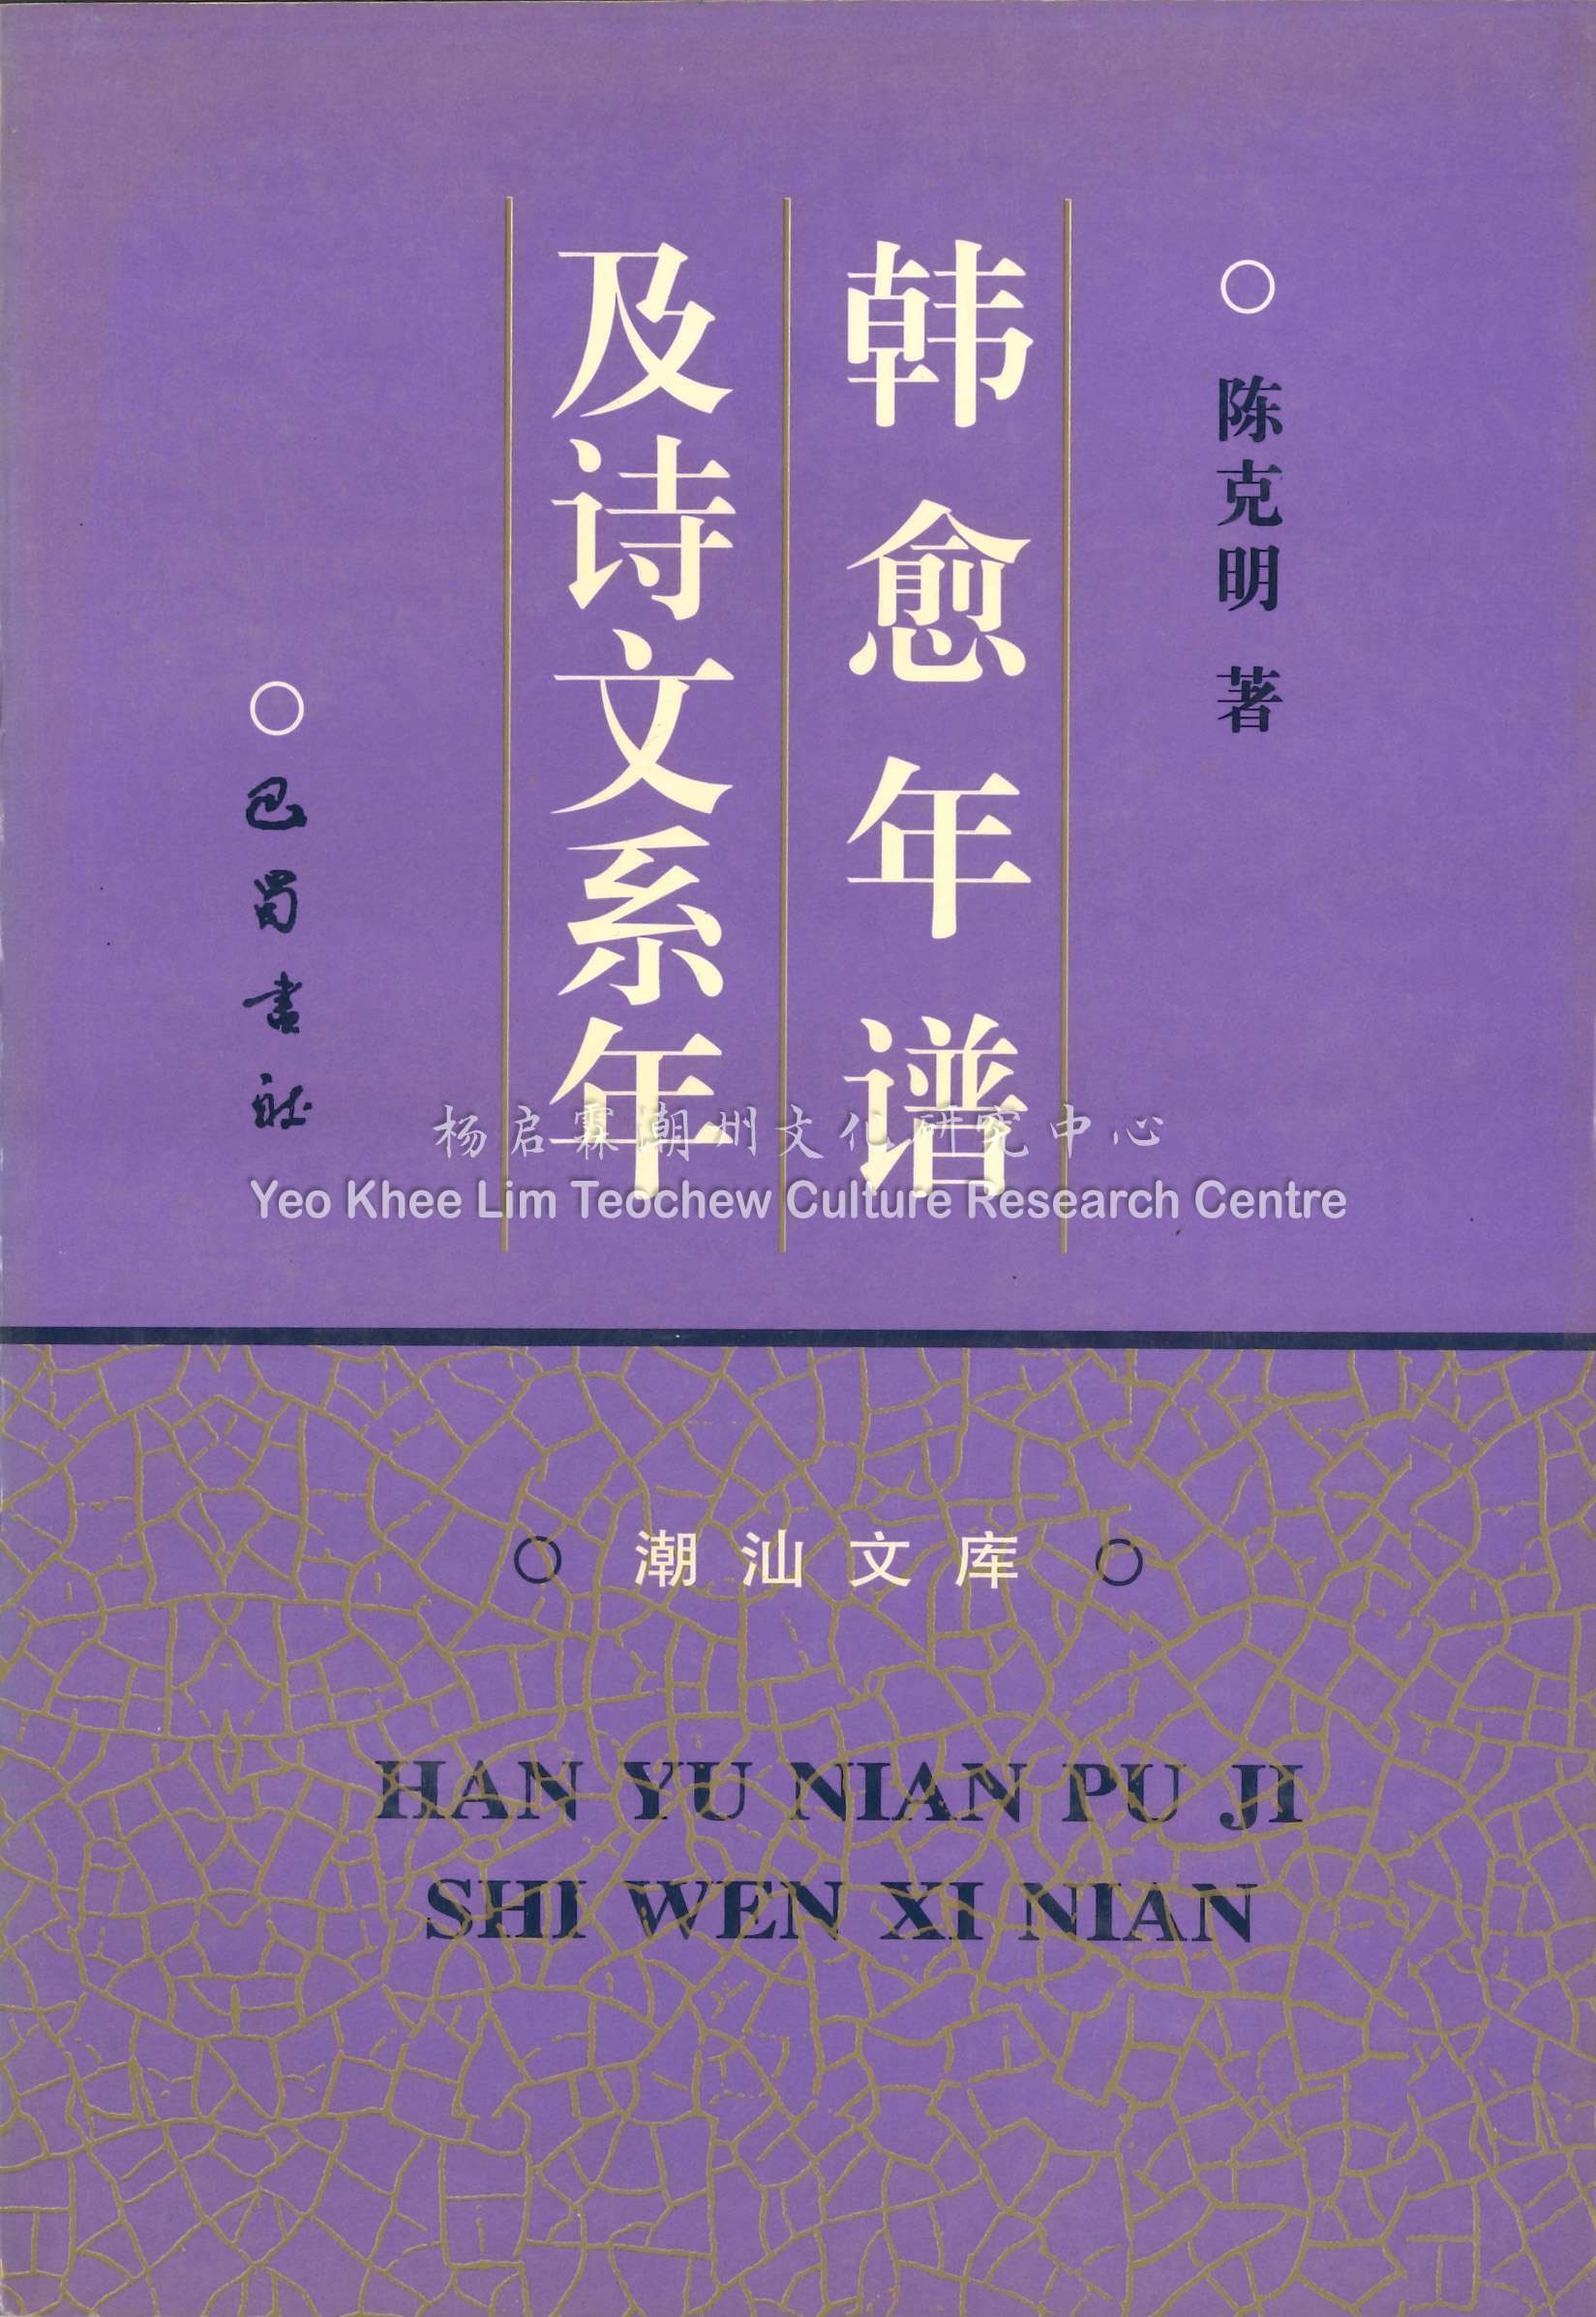 陈克明 著
韩愈年谱
及诗文系年
巴蜀书社
杨启霖潮州文化研究中心
Yeo Khee Lim Teochew Culture Research Centre
潮汕文库
HAN YU NIAN PU JI
SHI WEN XI NIAN